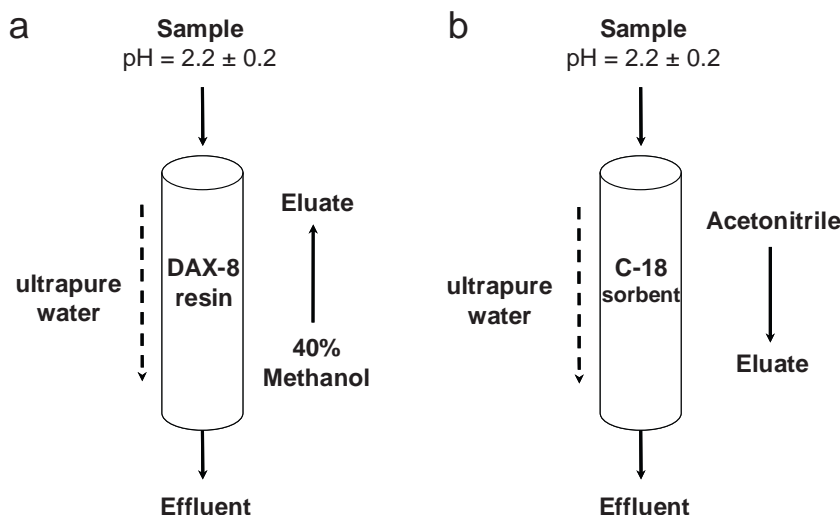 a
Sample
pH = 2.2 ± 0.2
Eluate
DAX-8
resin
ultrapure
water
40%
Methanol
Effluent
b
Sample
pH = 2.2 ± 0.2
Acetonitrile
C-18
sorbent
ultrapure
water
Eluate
Effluent